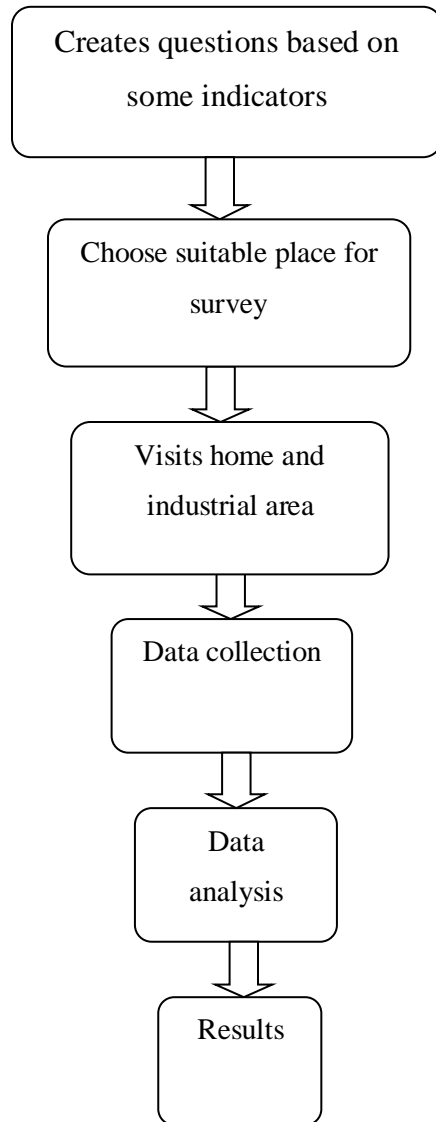 Creates questions based on
some indicators
Choose suitable place for
survey
Visits home and
industrial area
Data collection
Data
analysis
Results